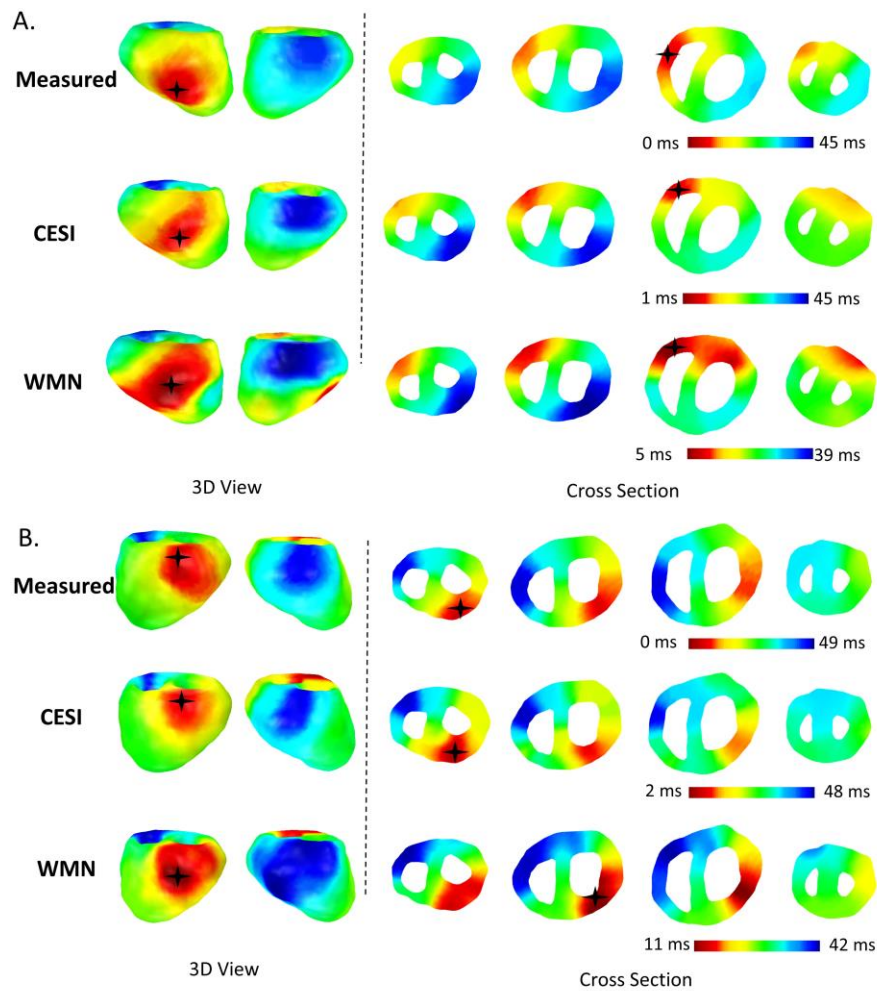 A.
Measured
0 ms 45 ms
CESI
1 ms 45 ms
WMN
5 ms 39 ms
3D View Cross Section
B.
Measured
0 ms 49 ms
CESI
2 ms 48 ms
WMN
11 ms 42 ms
3D View Cross Section